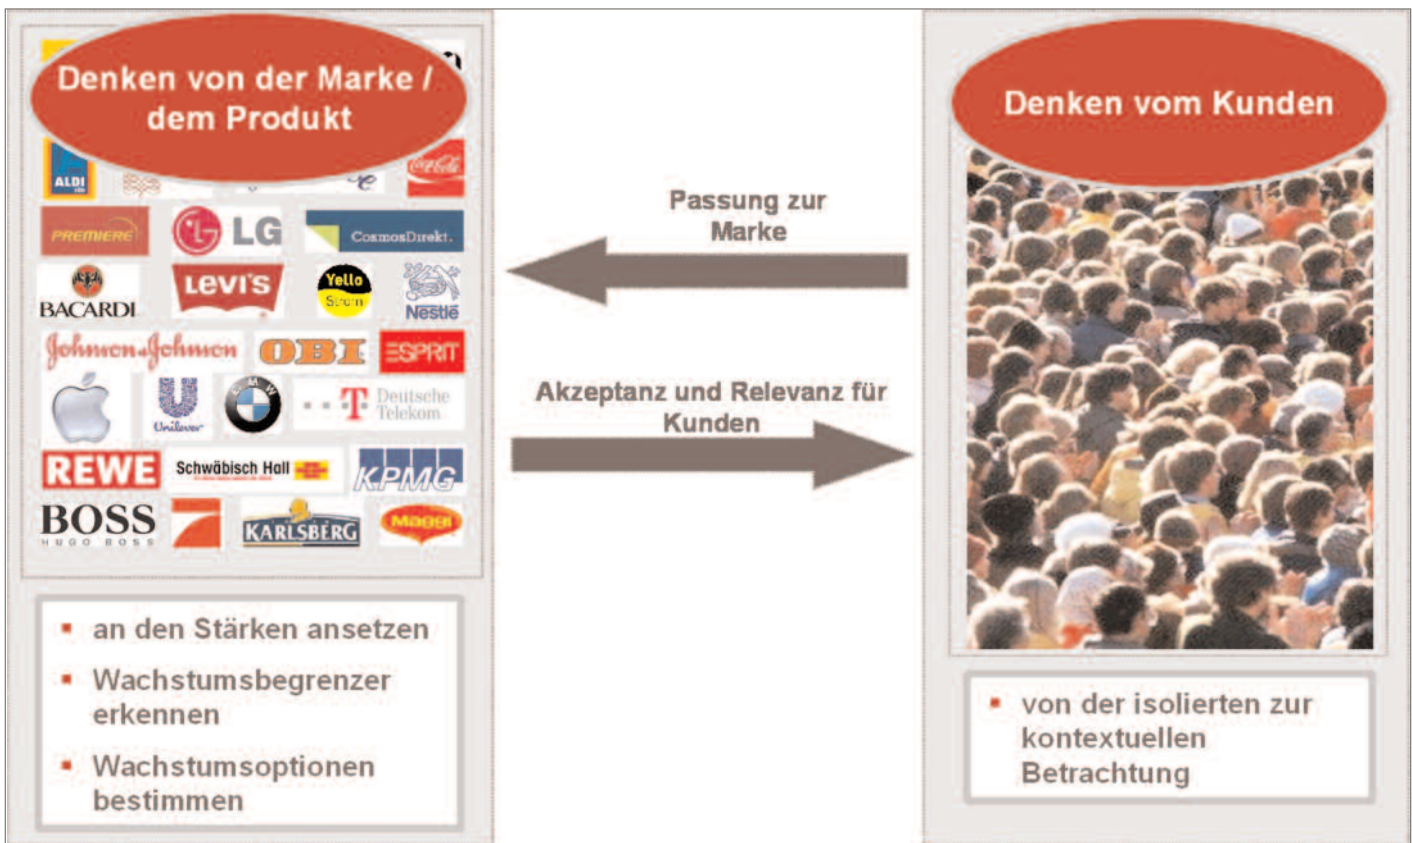 Denken von der Marke /
dem Produkt
ALDI
Coca-Cola
PREMIERE
LG
CosmosDirekt.
BACARDI
LEVI'S
Yello
Strom
Nestlé
Johnson & Johnson
OBI
ESPRIT
Unilever
BMW
T
Deutsche
Telekom
REWE
Schwäbisch Hall
KPMG
BOSS
HUGO BOSS
KARLSBERG
MAGGI
an den Stärken ansetzen
Wachstumsbegrenzer
erkennen
Wachstumsoptionen
bestimmen
Passung zur
Marke
Akzeptanz und Relevanz für
Kunden
Denken vom Kunden
von der isolierten zur
kontextuellen
Betrachtung